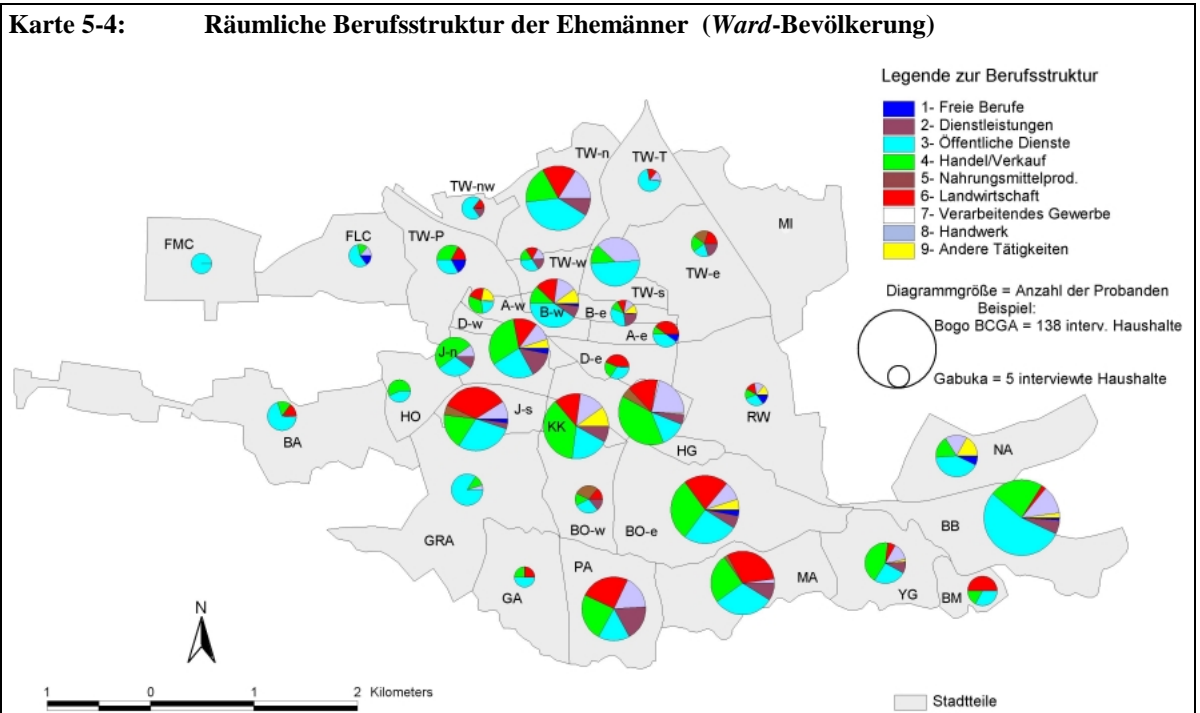 Karte 5-4: Räumliche Berufsstruktur der Ehemänner (Ward-Bevölkerung)
Legende zur Berufsstruktur
1- Freie Berufe
2- Dienstleistungen
3- Öffentliche Dienste
4- Handel/Verkauf
5- Nahrungsmittelprod.
6- Landwirtschaft
7- Verarbeitendes Gewerbe
8- Handwerk
9- Andere Tätigkeiten
Diagrammgröße = Anzahl der Probanden
Beispiel:
Bogo BCGA = 138 interv. Haushalte
Gabuka = 5 interviewte Haushalte
TW-n
TW-T
TW-nw
MI
FMC
FLC
TW-P
TW-w
TW-e
TW-s
A-w
B-w
B-e
D-w
A-e
J-n
D-e
HO
J-s
KK
RW
BA
HG
NA
BO-w
BO-e
BB
GRA
PA
MA
GA
YG
BM
N
1 0 1 2 Kilometers
Stadtteile